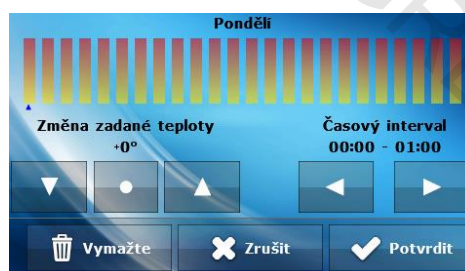 Pondělí
Změna zadané teploty
+0°
Časový interval
00:00 - 01:00
Vymažte
Zrušit
Potvrdit